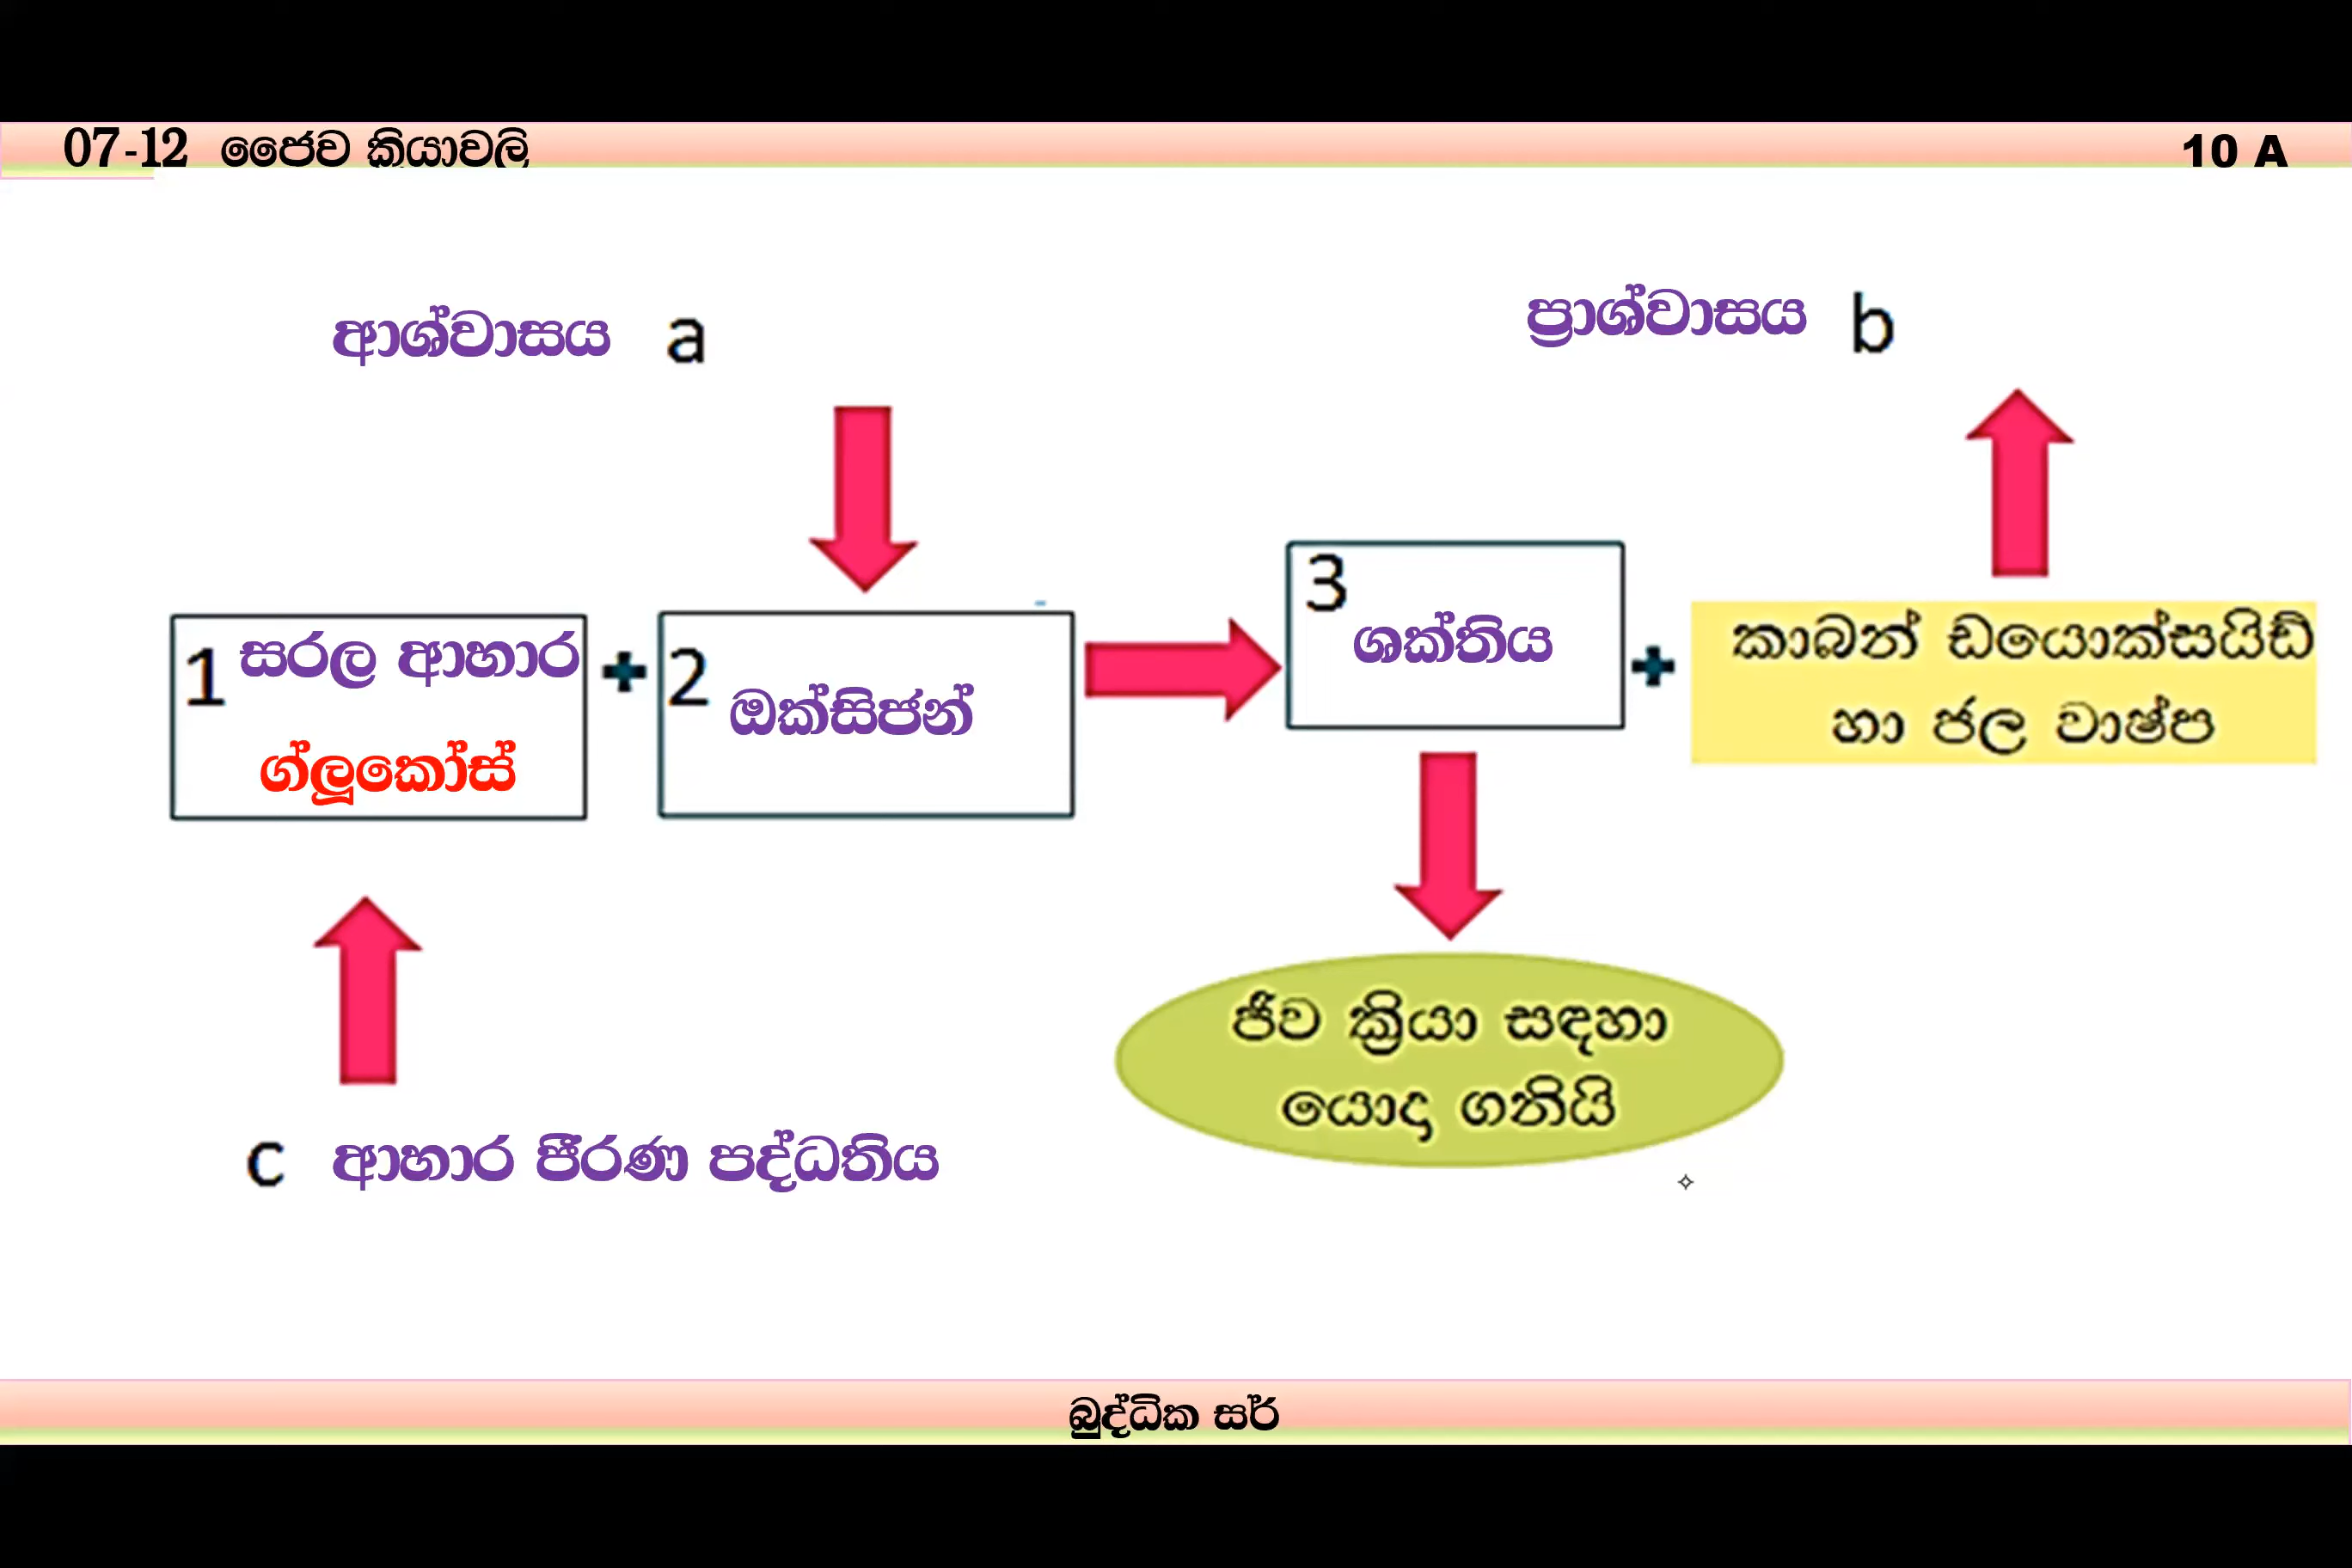 07-12 ජෛව ක්‍රියාවලි
10 A
ආශ්වාසය a
ප්‍රාශ්වාසය b
1 සරල ආහාර
ග්ලූකෝස්
+
2 ඔක්සිජන්
3 ශක්තිය
+
කාබන් ඩයොක්සයිඩ්
හා ජල වාෂ්ප
ජීව ක්‍රියා සඳහා
යොදා ගනියි
c ආහාර ජීරණ පද්ධතිය
බුද්ධික සර්